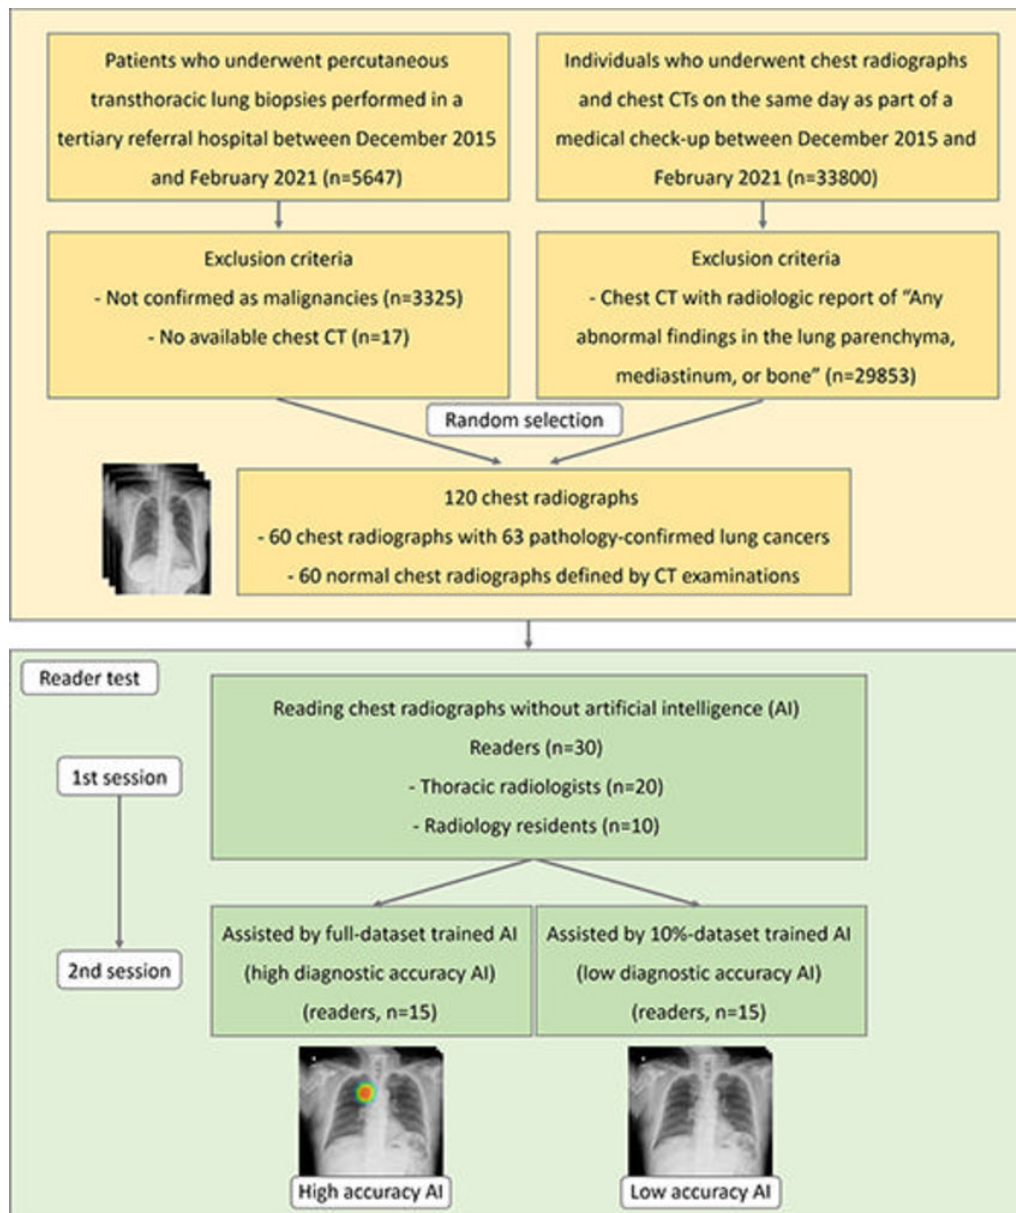 Patients who underwent percutaneous
transthoracic lung biopsies performed in a
tertiary referral hospital between December 2015
and February 2021 (n=5647)
Individuals who underwent chest radiographs
and chest CTs on the same day as part of a
medical check-up between December 2015 and
February 2021 (n=33800)
Exclusion criteria
- Not confirmed as malignancies (n=3325)
- No available chest CT (n=17)
Exclusion criteria
- Chest CT with radiologic report of “Any
abnormal findings in the lung parenchyma,
mediastinum, or bone” (n=29853)
Random selection
120 chest radiographs
- 60 chest radiographs with 63 pathology-confirmed lung cancers
- 60 normal chest radiographs defined by CT examinations
Reader test
Reading chest radiographs without artificial intelligence (AI)
Readers (n=30)
- Thoracic radiologists (n=20)
- Radiology residents (n=10)
1st session
2nd session
Assisted by full-dataset trained AI
(high diagnostic accuracy AI)
(readers, n=15)
Assisted by 10%-dataset trained AI
(low diagnostic accuracy AI)
(readers, n=15)
High accuracy AI
Low accuracy AI